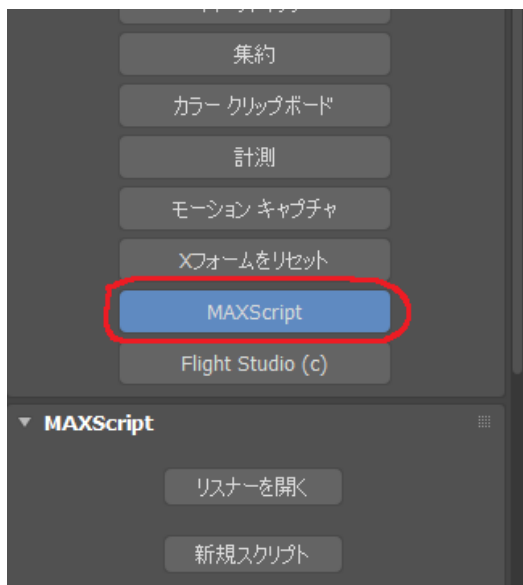 集約
カラー クリップボード
計測
モーション キャプチャ
Xフォームをリセット
MAXScript
Flight Studio (c)
MAXScript
リスナーを開く
新規スクリプト